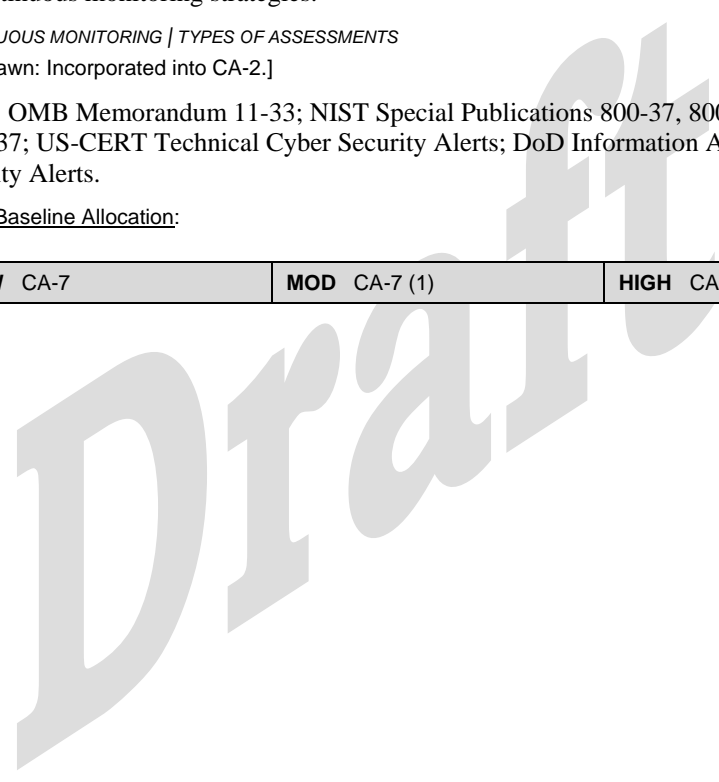 nuous monitoring strategies.
UOUS MONITORING | TYPES OF ASSESSMENTS
awn: Incorporated into CA-2.]
OMB Memorandum 11-33; NIST Special Publications 800-37, 800
37; US-CERT Technical Cyber Security Alerts; DoD Information A
ty Alerts.
Baseline Allocation:
CA-7 MOD CA-7 (1) HIGH CA
Draft